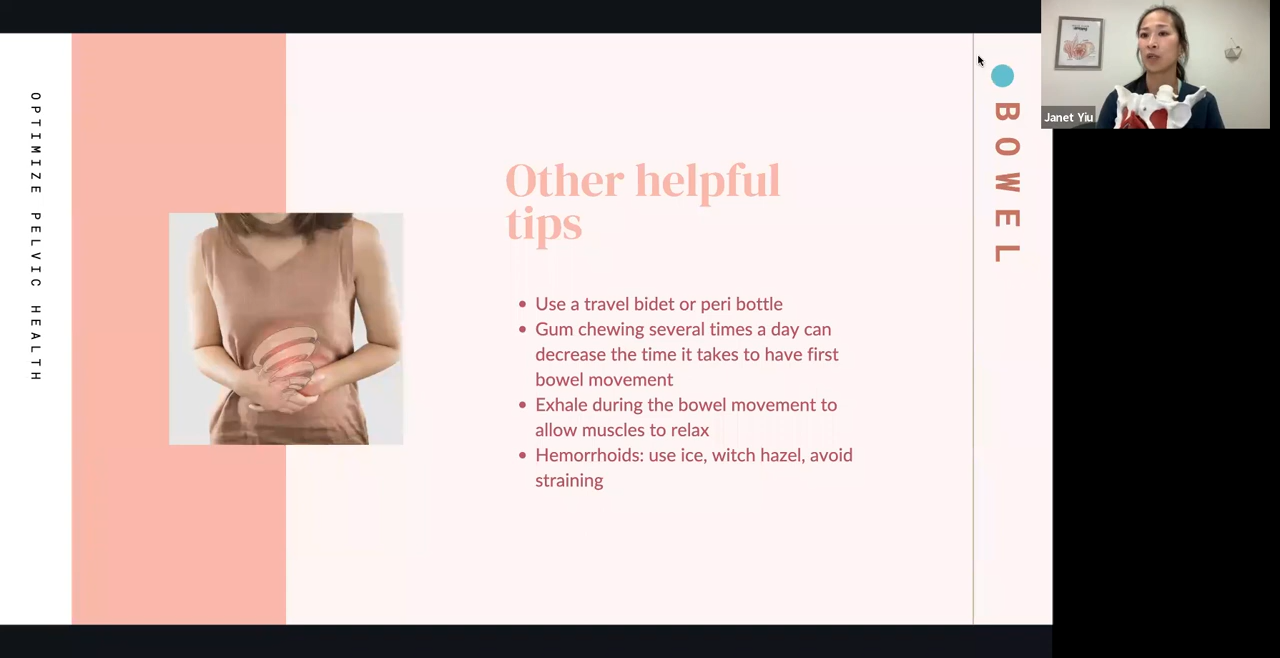 OPTIMIZE PELVIC HEALTH
Other helpful
tips
• Use a travel bidet or peri bottle
• Gum chewing several times a day can
decrease the time it takes to have first
bowel movement
• Exhale during the bowel movement to
allow muscles to relax
• Hemorrhoids: use ice, witch hazel, avoid
straining
BOWEL
Janet Yiu